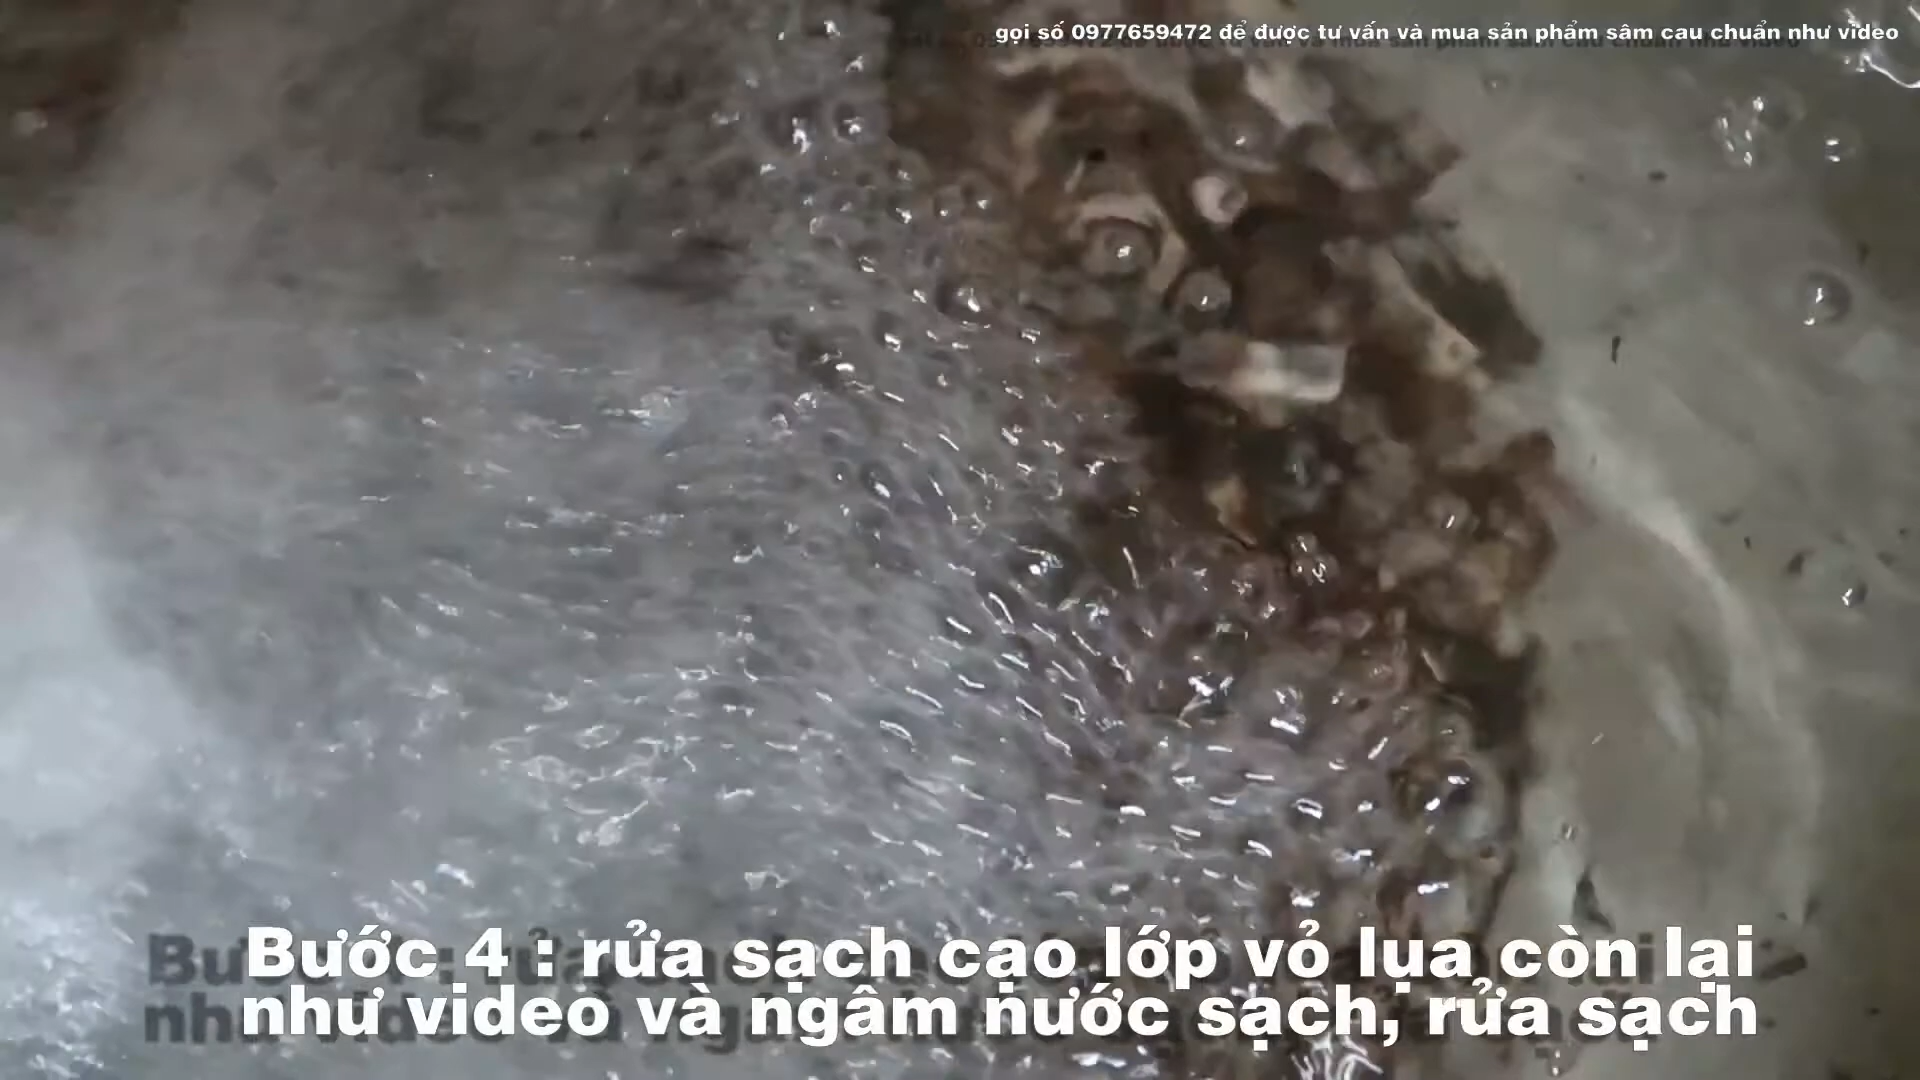 gọi số 0977659472 để được tư vấn và mua sản phẩm sâm cau chuẩn như video
Bước 4 : rửa sạch cạo lớp vỏ lụa còn lại
như video và ngâm nước sạch, rửa sạch